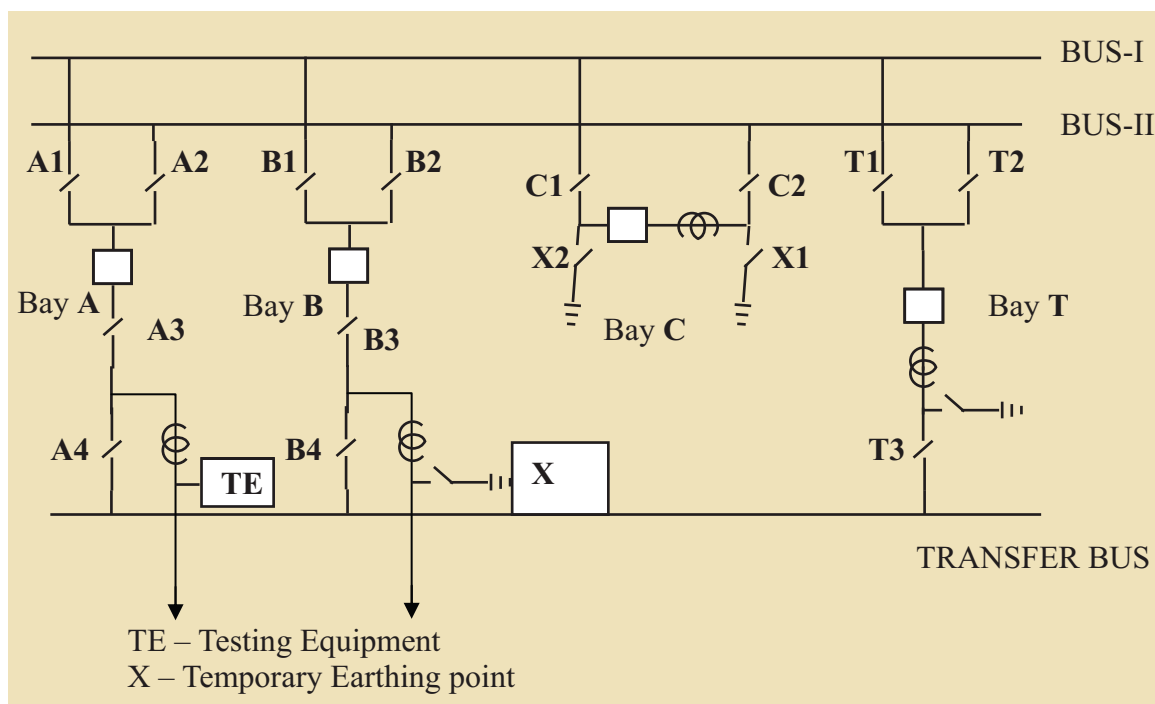 BUS-I
BUS-II
A1 A2 B1 B2 C1 C2 T1 T2
X2 X1
Bay A Bay B Bay C Bay T
A3 B3
A4 B4 T3
TE X
TRANSFER BUS
TE – Testing Equipment
X – Temporary Earthing point